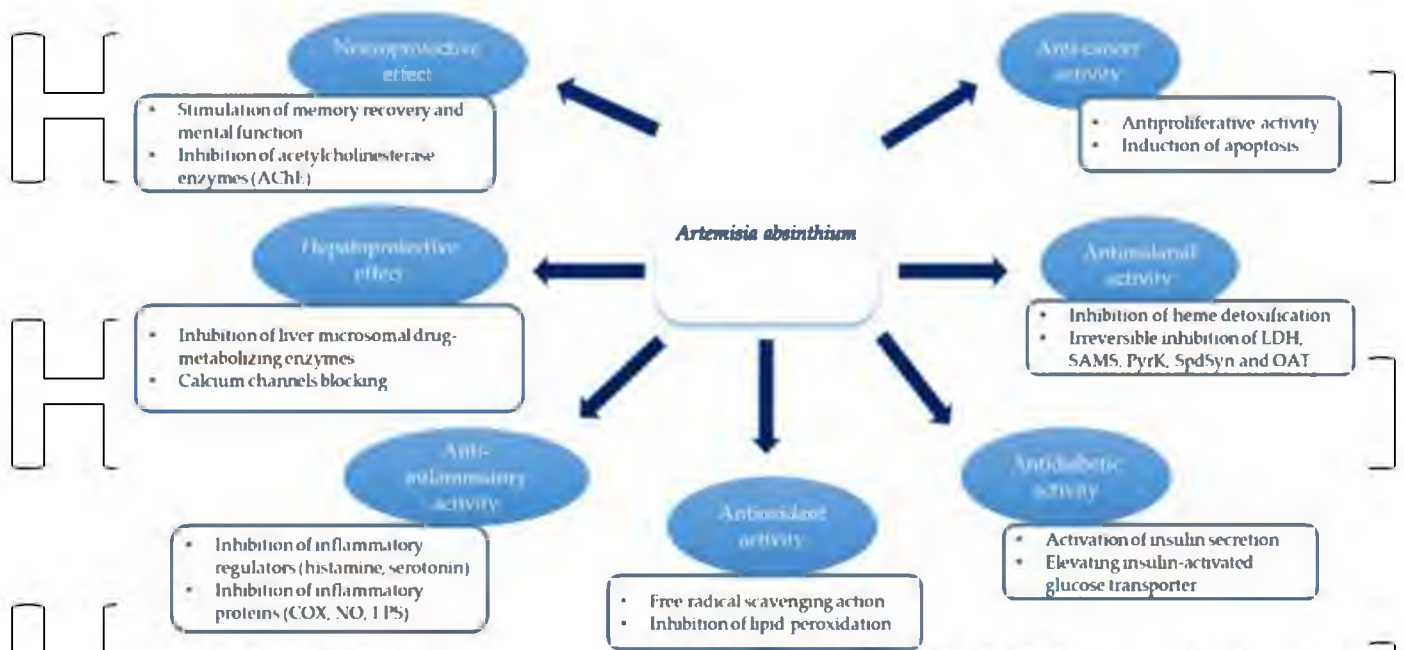 Neuroprotective
effect
• Stimulation of memory recovery and
mental function
• Inhibition of acetylcholinesterase
enzymes (AChE)
Anti-cancer
activity
• Antiproliferative activity
• Induction of apoptosis
Artemisia absinthium
Hepatoprotective
effect
• Inhibition of liver microsomal drug-
metabolizing enzymes
• Calcium channels blocking
Antimalarial
activity
• Inhibition of heme detoxification
• Irreversible inhibition of LDH,
SAMS, PyrK, SpdSyn and OAT
Anti-
inflammatory
activity
• Inhibition of inflammatory
regulators (histamine, serotonin)
• Inhibition of inflammatory
proteins (COX, NO, LPS)
Antioxidant
activity
• Free radical scavenging action
• Inhibition of lipid peroxidation
Antidiabetic
activity
• Activation of insulin secretion
• Elevating insulin-activated
glucose transporter